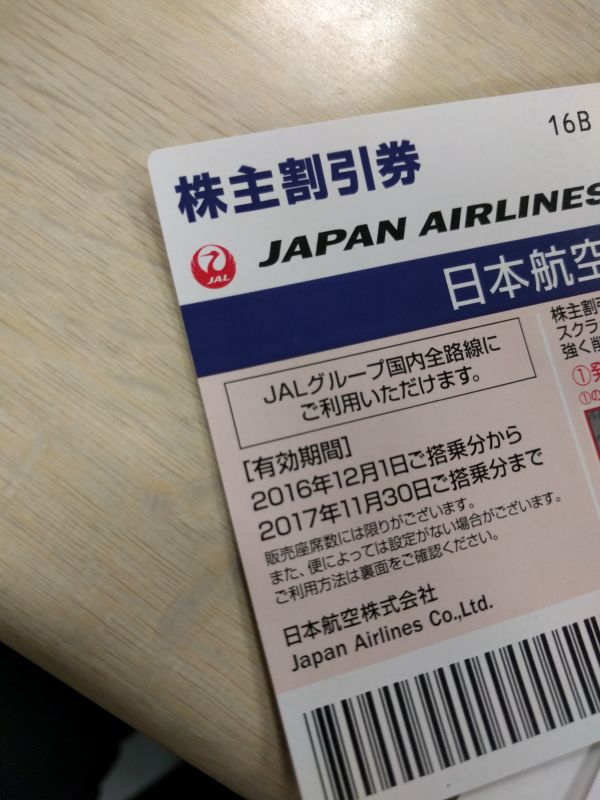 16B
株主割引券
JAL
JAPAN AIRLINES
日本航空
JALグループ国内全路線に
ご利用いただけます。
[有効期間]
2016年12月1日ご搭乗分から
2017年11月30日ご搭乗分まで
販売座席数には限りがございます。
また、便によっては設定がない場合がございます。
ご利用方法は裏面をご確認ください。
日本航空株式会社
Japan Airlines Co.,Ltd.
株主割
スクラ
強く削
①発
①の